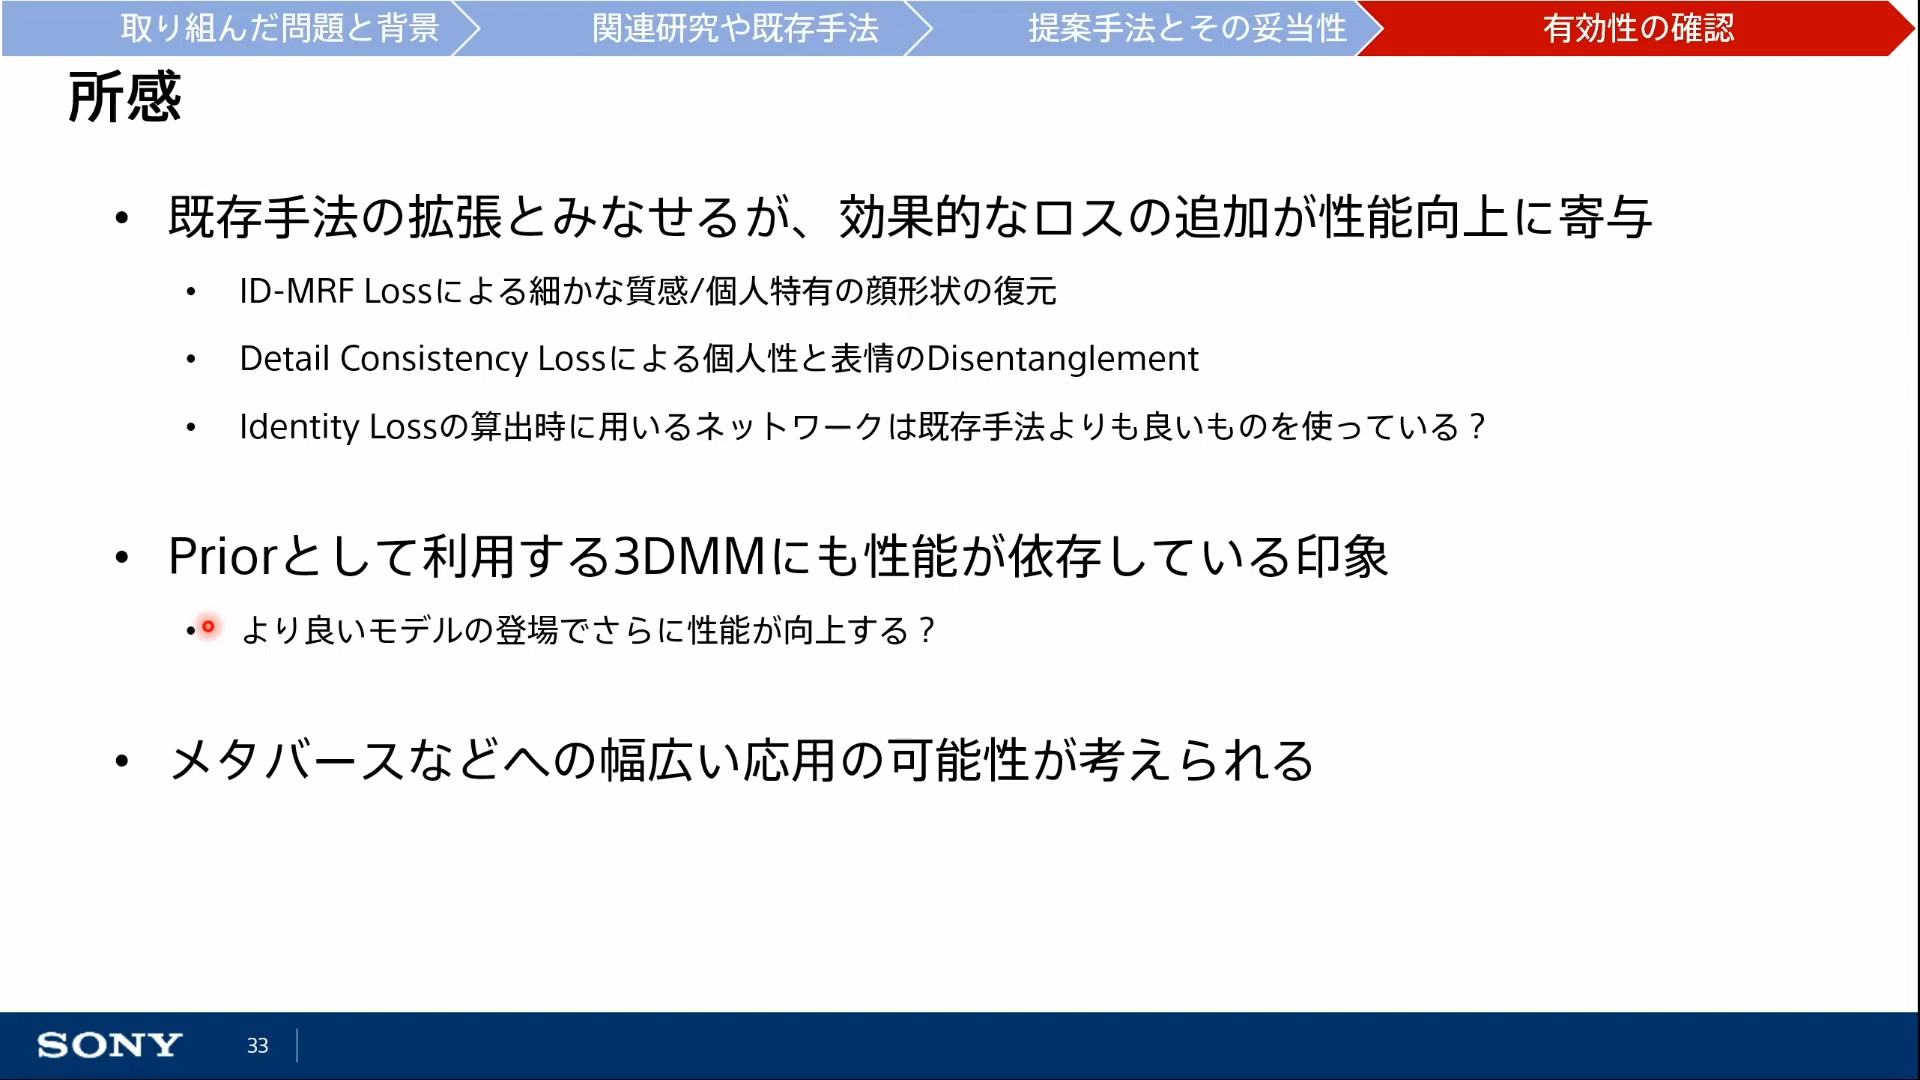 取り組んだ問題と背景
関連研究や既存手法
提案手法とその妥当性
有効性の確認
所感
• 既存手法の拡張とみなせるが、効果的なロスの追加が性能向上に寄与
• ID-MRF Lossによる細かな質感/個人特有の顔形状の復元
• Detail Consistency Lossによる個人性と表情のDisentanglement
• Identity Lossの算出時に用いるネットワークは既存手法よりも良いものを使っている？
• Priorとして利用する3DMMにも性能が依存している印象
• より良いモデルの登場でさらに性能が向上する？
• メタバースなどへの幅広い応用の可能性が考えられる
SONY
33